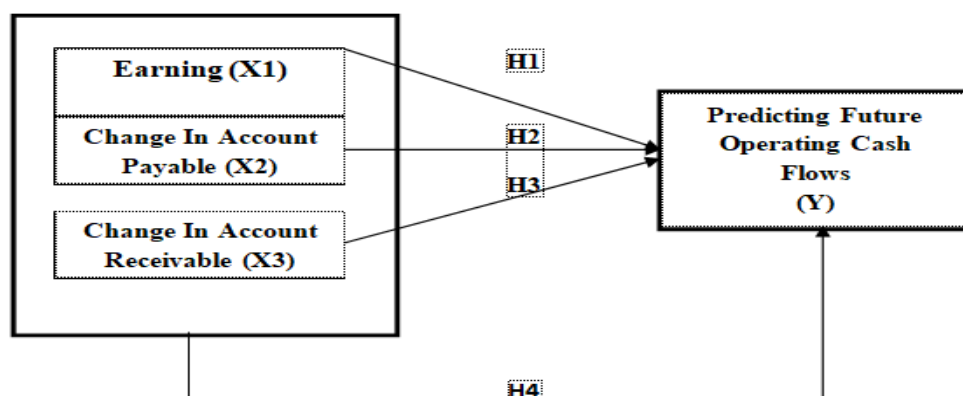 Earning (X1)
Change In Account
Payable (X2)
Change In Account
Receivable (X3)
H1
H2
H3
Predicting Future
Operating Cash
Flows
(Y)
H4